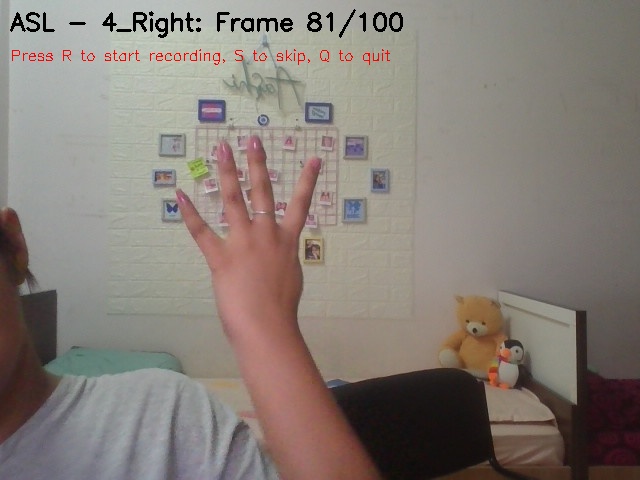 ASL - 4_Right: Frame 81/100
Press R to start recording, S to skip, Q to quit